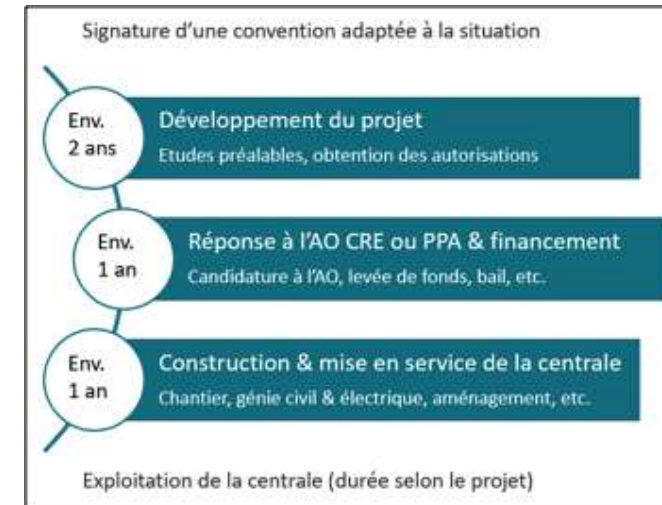 Signature d'une convention adaptée à la situation
Env.
2 ans
Développement du projet
Etudes préalables, obtention des autorisations
Env.
1 an
Réponse à l'AO CRE ou PPA & financement
Candidature à l'AO, levée de fonds, bail, etc.
Env.
1 an
Construction & mise en service de la centrale
Chantier, génie civil & électrique, aménagement, etc.
Exploitation de la centrale (durée selon le projet)